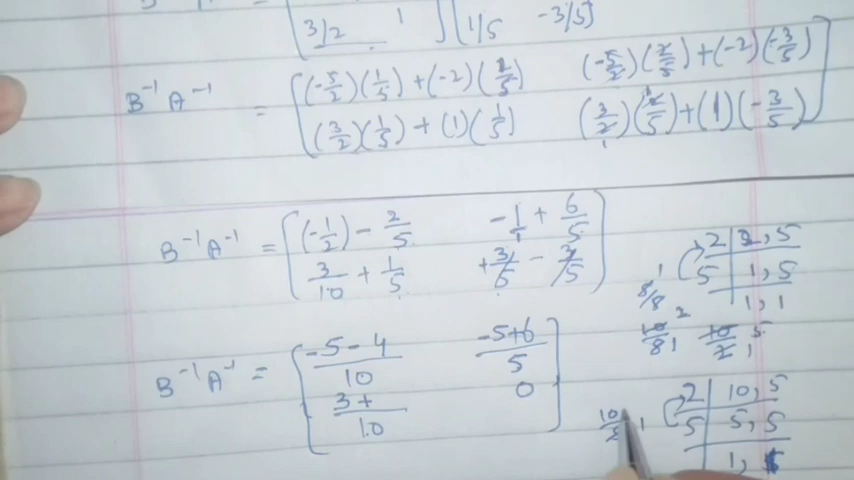 3/2 1 ] [ 1/5 -3/5 ]
B⁻¹ A⁻¹ = [ (-5/2)(1/5) + (-2)(1/5) (-5/2)(2/5) + (-2)(-3/5)
(3/2)(1/5) + (1)(1/5) (3/2)(2/5) + (1)(-3/5) ]
B⁻¹A⁻¹ = [ (-1/2) - 2/5 -1/1 + 6/5
3/10 + 1/5 +3/5 - 3/5 ]
2 | 2, 5
5 | 1, 5
1, 1
B⁻¹A⁻¹ = [ -5-4/10 -5+6/5
3+/10 0 ]
2 | 10, 5
5 | 5, 5
1,